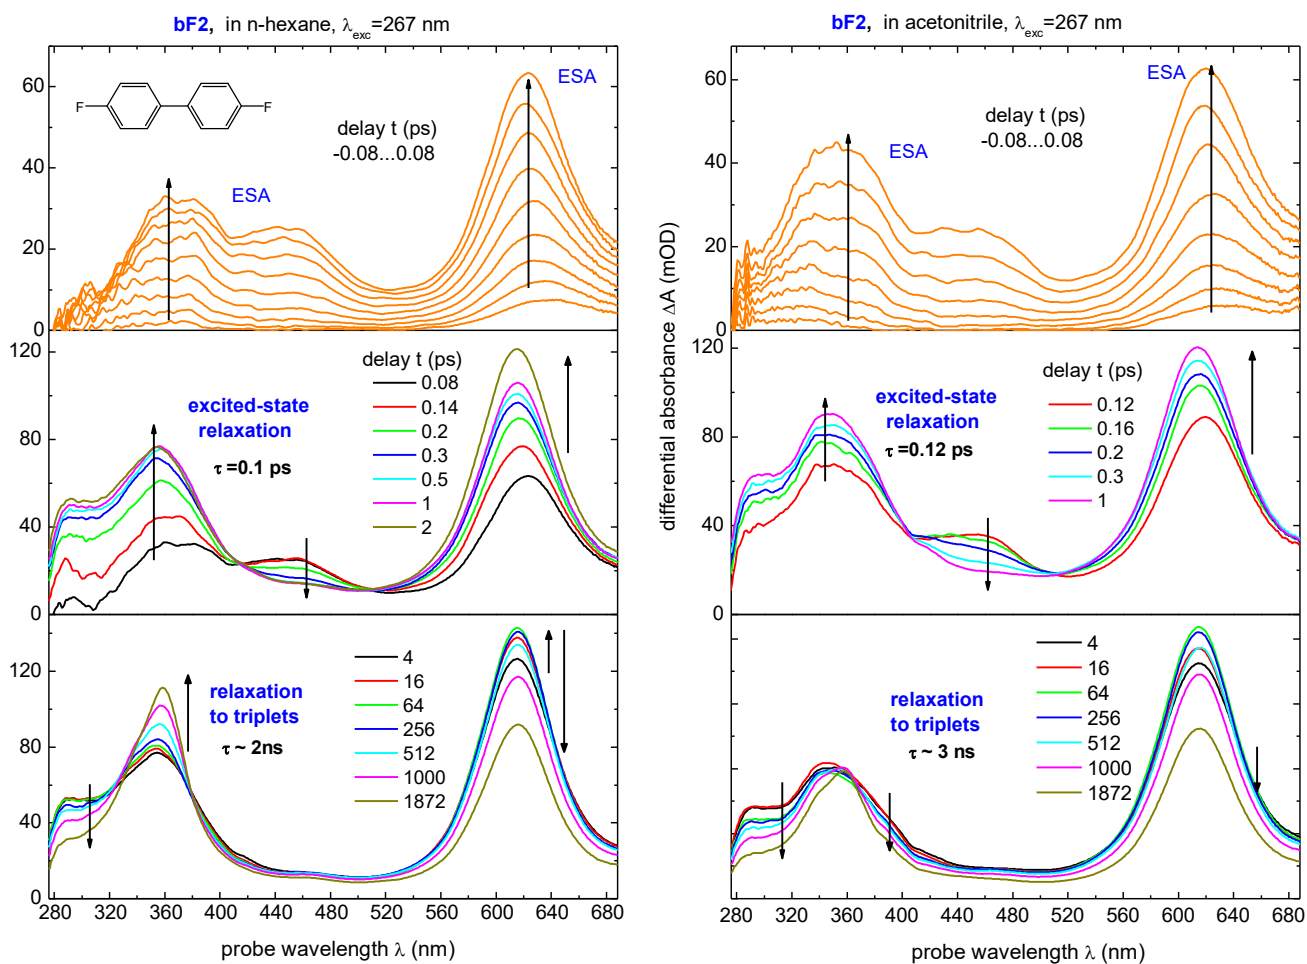 bF2, in n-hexane, λexc=267 nm
60
40
20
0
F
F
delay t (ps)
-0.08...0.08
ESA
ESA
120
80
40
0
excited-state
relaxation
τ =0.1 ps
delay t (ps)
0.08
0.14
0.2
0.3
0.5
1
2
120
80
40
0
relaxation
to triplets
τ ~ 2ns
4
16
64
256
512
1000
1872
280 320 360 400 440 480 520 560 600 640 680
probe wavelength λ (nm)
bF2, in acetonitrile, λexc=267 nm
differential absorbance ΔA (mOD)
60
40
20
0
ESA
delay t (ps)
-0.08...0.08
ESA
120
80
40
0
excited-state
relaxation
τ =0.12 ps
delay t (ps)
0.12
0.16
0.2
0.3
1
relaxation
to triplets
τ ~ 3 ns
4
16
64
256
512
1000
1872
280 320 360 400 440 480 520 560 600 640 680
probe wavelength λ (nm)